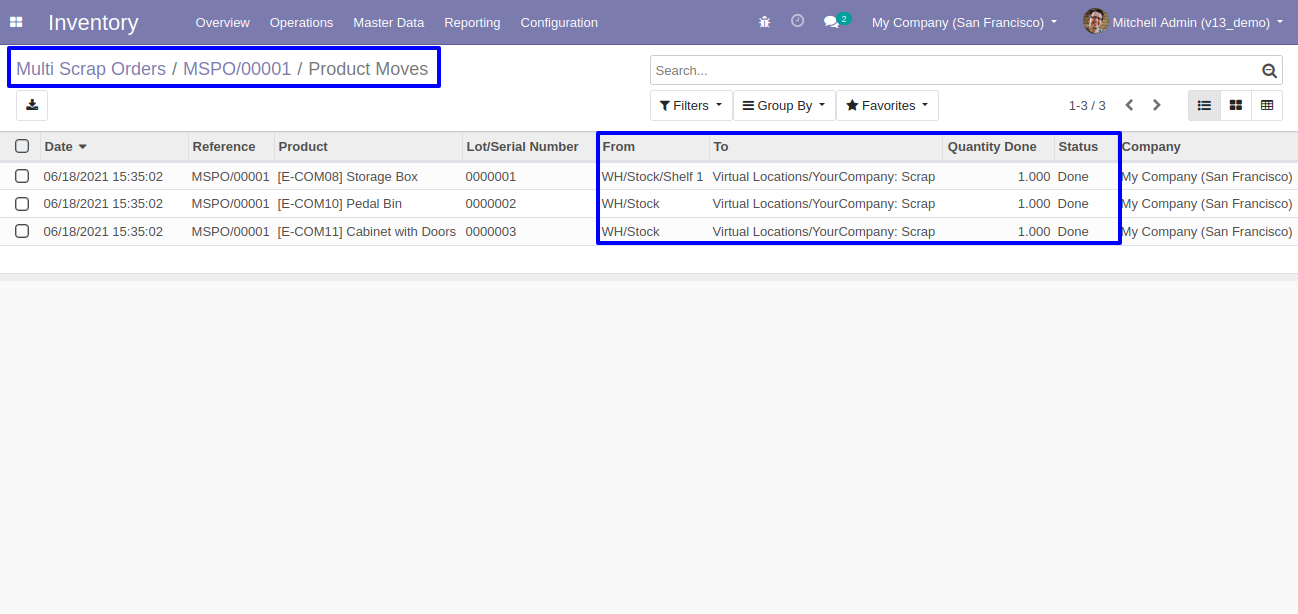 Inventory Overview Operations Master Data Reporting Configuration 2 My Company (San Francisco) Mitchell Admin (v13_demo)
Multi Scrap Orders / MSPO/00001 / Product Moves
Search...
Filters Group By Favorites 1-3 / 3
Date Reference Product Lot/Serial Number From To Quantity Done Status Company
06/18/2021 15:35:02 MSPO/00001 [E-COM08] Storage Box 0000001 WH/Stock/Shelf 1 Virtual Locations/YourCompany: Scrap 1.000 Done My Company (San Francisco)
06/18/2021 15:35:02 MSPO/00001 [E-COM10] Pedal Bin 0000002 WH/Stock Virtual Locations/YourCompany: Scrap 1.000 Done My Company (San Francisco)
06/18/2021 15:35:02 MSPO/00001 [E-COM11] Cabinet with Doors 0000003 WH/Stock Virtual Locations/YourCompany: Scrap 1.000 Done My Company (San Francisco)